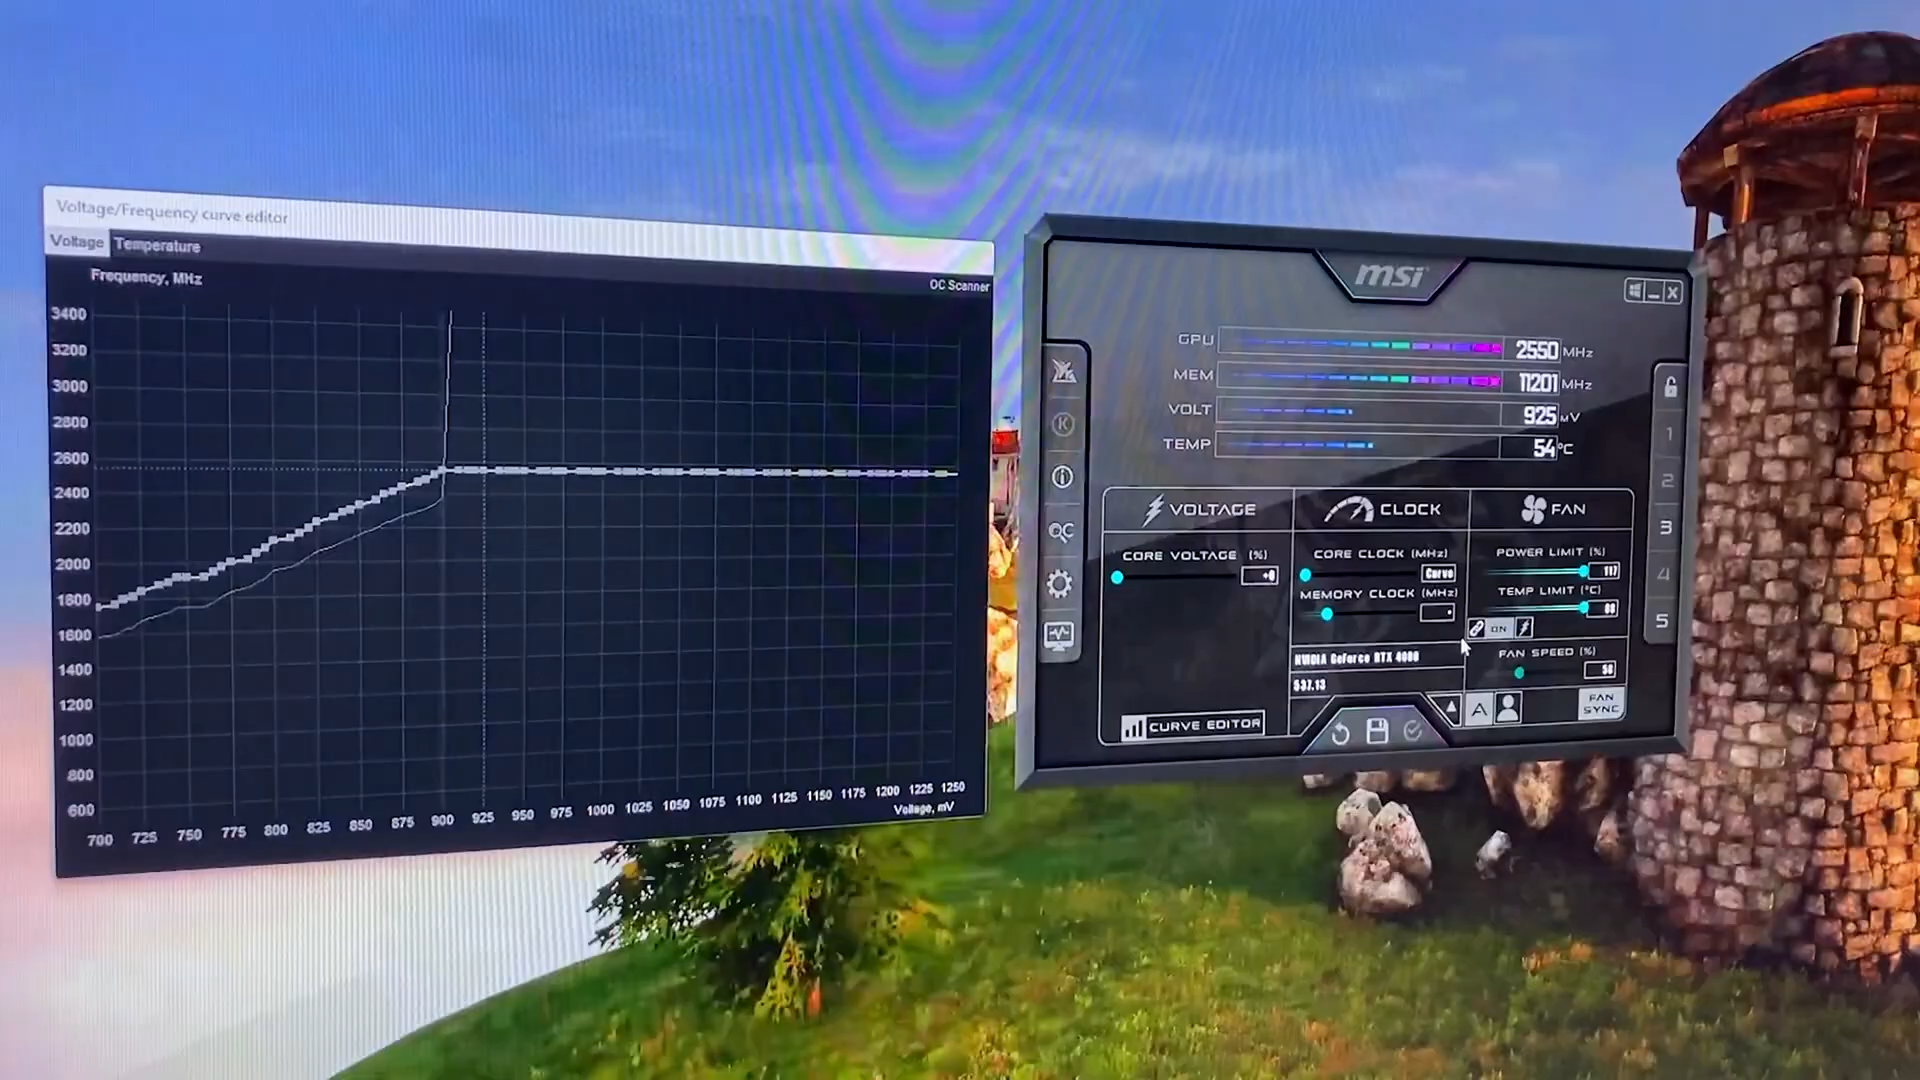 Voltage/Frequency curve editor
Voltage Temperature
Frequency, MHz
OC Scanner
3400
3200
3000
2800
2600
2400
2200
2000
1800
1600
1400
1200
1000
800
600
700 725 750 775 800 825 850 875 900 925 950 975 1000 1025 1050 1075 1100 1125 1150 1175 1200 1225 1250
Voltage, mV
msi
GPU 2550 MHz
MEM 11201 MHz
VOLT 925 MV
TEMP 54 °C
K
OC
1
2
3
4
5
VOLTAGE
CORE VOLTAGE (%)
+0
CURVE EDITOR
CLOCK
CORE CLOCK (MHz)
Curve
MEMORY CLOCK (MHz)
NVIDIA GeForce RTX
537.13
FAN
POWER LIMIT (%)
117
TEMP LIMIT (°C)
88
ON
FAN SPEED (%)
A
FAN
SYNC